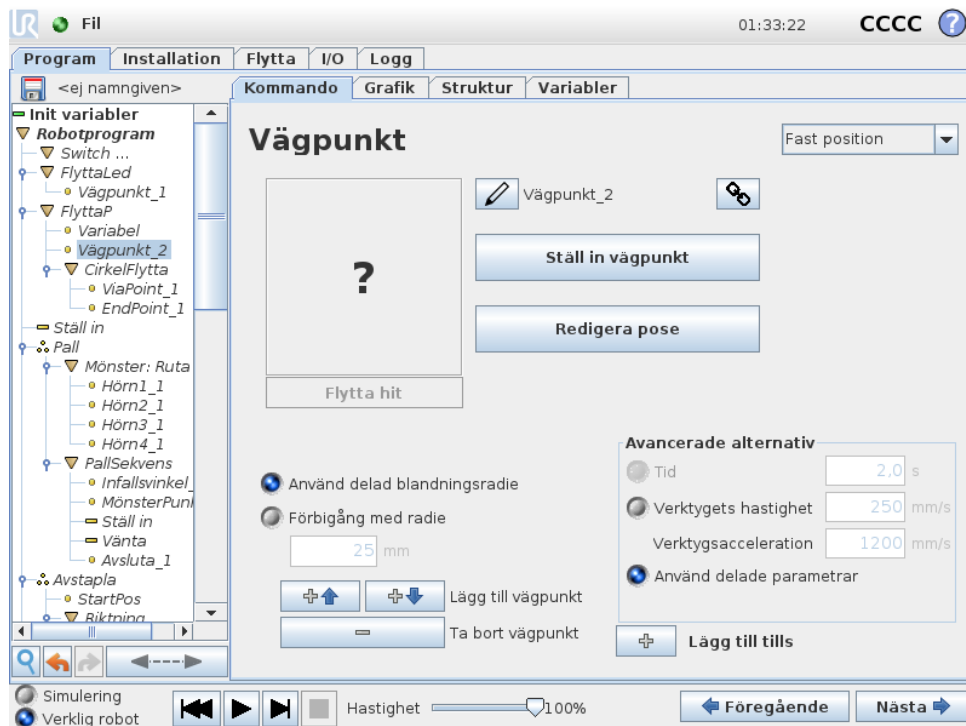 UR Fil 01:33:22 CCCC ?
Program Installation Flytta I/O Logg
<ej namngiven> Kommando Grafik Struktur Variabler
Init variabler
Robotprogram
Switch ...
FlyttaLed
Vägpunkt_1
FlyttaP
Variabel
Vägpunkt_2
CirkelFlytta
ViaPoint_1
EndPoint_1
Ställ in
Pall
Mönster: Ruta
Hörn1_1
Hörn2_1
Hörn3_1
Hörn4_1
PallSekvens
Infallsvinkel_
MönsterPun
Ställ in
Vänta
Avsluta_1
Avstapla
StartPos
Riktning
Vägpunkt
Fast position
?
Flytta hit
Vägpunkt_2
Ställ in vägpunkt
Redigera pose
Använd delad blandningsradie
Förbigång med radie
25 mm
Lägg till vägpunkt
Ta bort vägpunkt
Avancerade alternativ
Tid 2,0 s
Verktygets hastighet 250 mm/s
Verktygsacceleration 1200 mm/s
Använd delade parametrar
Lägg till tills
Simulering
Verklig robot
Hastighet 100%
Föregående
Nästa